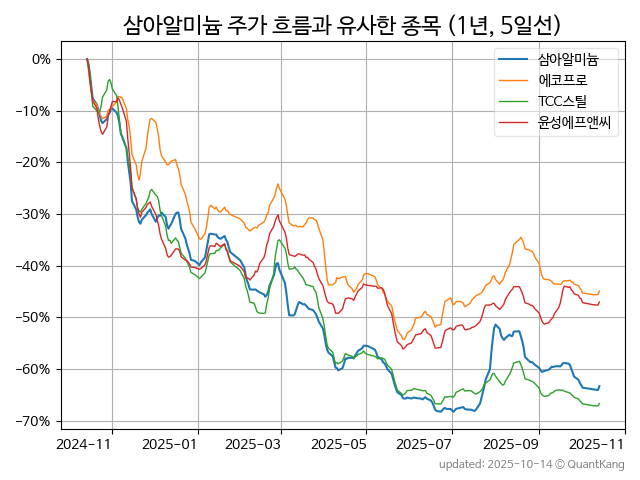 삼아알미늄 주가 흐름과 유사한 종목 (1년, 5일선)
삼아알미늄
에코프로
TCC스틸
윤성에프앤씨
0%
−10%
−20%
−30%
−40%
−50%
−60%
−70%
2024-11
2025-01
2025-03
2025-05
2025-07
2025-09
2025-11
updated: 2025-10-14 © QuantKang